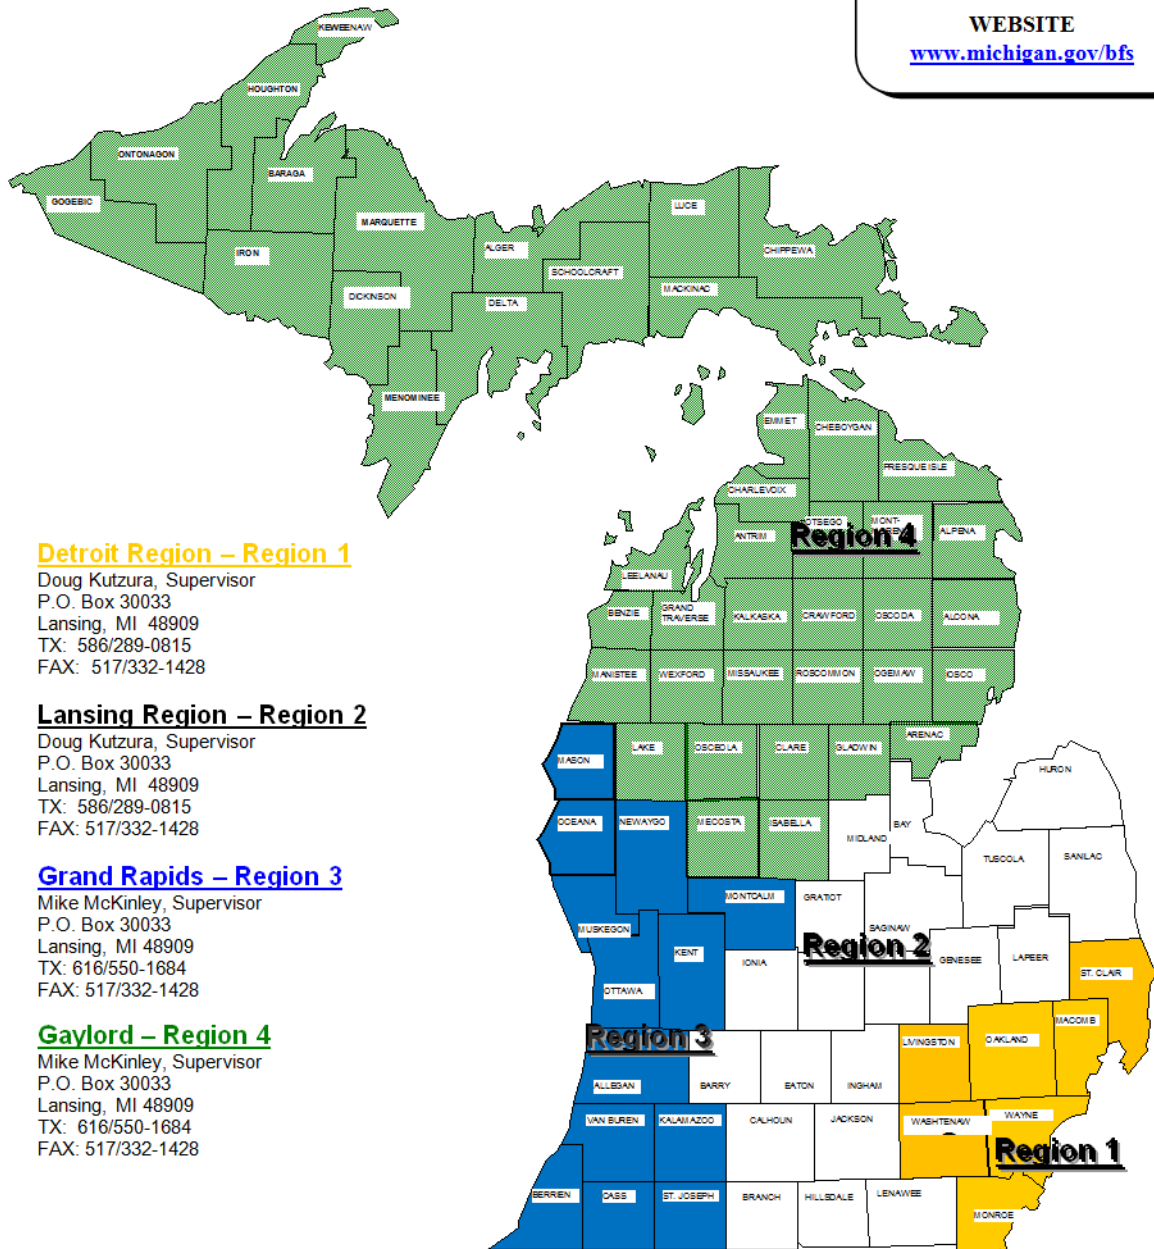 WEBSITE
www.michigan.gov/bfs
KEWEENAW
HOUGHTON
ONTONAGON
BARAGA
GOGEBIC
MARQUETTE
LUCE
IRON
ALGER
CHIPPEWA
SCHOOLCRAFT
DICKINSON
DELTA
MACKINAC
MENOMINEE
EMMET
CHEBOYGAN
PRESQUE ISLE
CHARLEVOIX
ANTRIM
MONT-
ALPENA
Region 4
LEELANAU
BENZIE
GRAND
TRAVERSE
KALKASKA
CRAWFORD
OSCODA
ALCONA
MANISTEE
WEXFORD
MISSAUKEE
ROSCOMMON
OGEMAW
IOSCO
MASON
LAKE
OSCEOLA
CLARE
GLADWIN
ARENAC
HURON
OCEANA
NEWAYGO
MECOSTA
ISABELLA
MIDLAND
BAY
TUSCOLA
SANLAC
MONTCALM
GRATIOT
SAGINAW
MUSKEGON
KENT
IONIA
Region 2
GENESEE
LAPEER
ST. CLAIR
OTTAWA
Region 3
LIVINGSTON
OAKLAND
MACOMB
ALLEGAN
BARRY
EATON
INGHAM
VAN BUREN
KALAMAZOO
CALHOUN
JACKSON
WASHTENAW
WAYNE
Region 1
BERRIEN
CASS
ST. JOSEPH
BRANCH
HILLSDALE
LENAWEE
MONROE
Detroit Region – Region 1
Doug Kutzura, Supervisor
P.O. Box 30033
Lansing, MI  48909
TX:  586/289-0815
FAX:  517/332-1428
Lansing Region – Region 2
Doug Kutzura, Supervisor
P.O. Box 30033
Lansing, MI  48909
TX:  586/289-0815
FAX: 517/332-1428
Grand Rapids – Region 3
Mike McKinley, Supervisor
P.O. Box 30033
Lansing, MI 48909
TX: 616/550-1684
FAX: 517/332-1428
Gaylord – Region 4
Mike McKinley, Supervisor
P.O. Box 30033
Lansing, MI 48909
TX:  616/550-1684
FAX: 517/332-1428